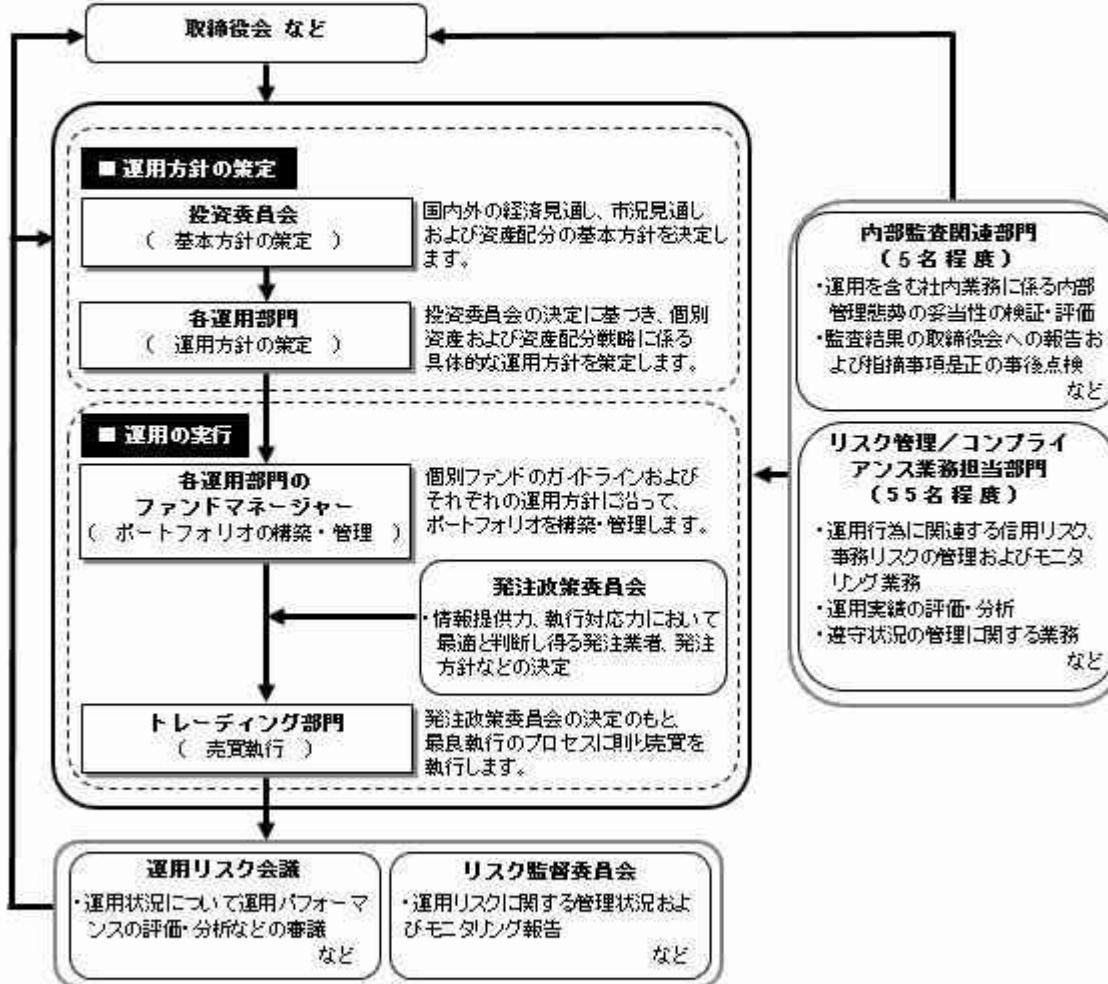 取締役会 など
■ 運用方針の策定
投資委員会
( 基本方針の策定 )
国内外の経済見通し、市況見通し
および資産配分の基本方針を決定し
ます。
各運用部門
( 運用方針の策定 )
投資委員会の決定に基づき、個別
資産および資産配分戦略に係る
具体的な運用方針を策定します。
■ 運用の実行
各運用部門の
ファンドマネージャー
( ポートフォリオの構築・管理 )
個別ファンドのガイドラインおよび
それぞれの運用方針に沿って、
ポートフォリオを構築・管理します。
発注政策委員会
・情報提供力、執行対応力において
最適と判断し得る発注業者、発注
方針などの決定
トレーディング部門
( 売買執行 )
発注政策委員会の決定のもと、
最良執行のプロセスに則り売買を
執行します。
内部監査関連部門
(5名程度)
・運用を含む社内業務に係る内部
管理態勢の妥当性の検証・評価
・監査結果の取締役会への報告お
よび指摘事項是正の事後点検
など
リスク管理/コンプライ
アンス業務担当部門
(55名程度)
・運用行為に関連する信用リスク、
事務リスクの管理およびモニタ
リング業務
・運用実績の評価・分析
・遵守状況の管理に関する業務
など
運用リスク会議
・運用状況について運用パフォーマ
ンスの評価・分析などの審議
など
リスク監督委員会
・運用リスクに関する管理状況およ
びモニタリング報告
など